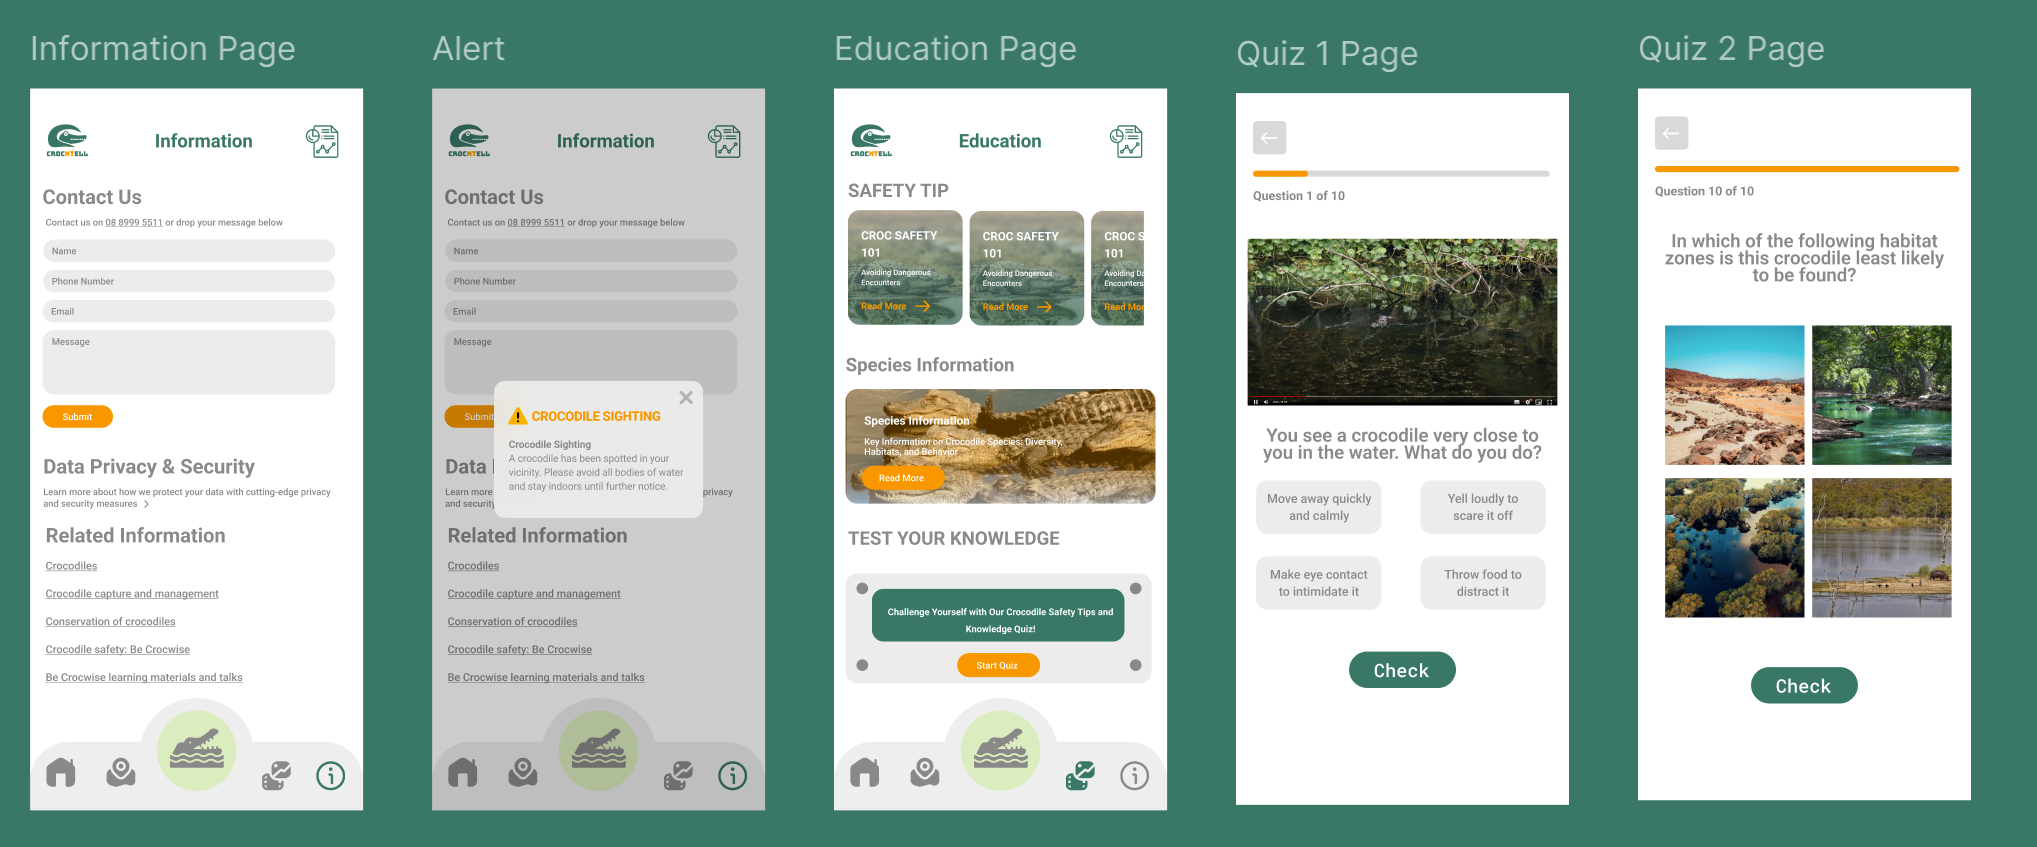 Information Page
CROCNTELL
Information
Contact Us
Contact us on 08 8999 5511 or drop your message below
Name
Phone Number
Email
Message
Submit
Data Privacy & Security
Learn more about how we protect your data with cutting-edge privacy
and security measures
Related Information
Crocodiles
Crocodile capture and management
Conservation of crocodiles
Crocodile safety: Be Crocwise
Be Crocwise learning materials and talks
Alert
CROCNTELL
Information
Contact Us
Contact us on 08 8999 5511 or drop your message below
Name
Phone Number
Email
Message
Submit
CROCODILE SIGHTING
Crocodile Sighting
A crocodile has been spotted in your
vicinity. Please avoid all bodies of water
and stay indoors until further notice.
Data
Learn more
privacy
and security
Related Information
Crocodiles
Crocodile capture and management
Conservation of crocodiles
Crocodile safety: Be Crocwise
Be Crocwise learning materials and talks
Education Page
CROCNTELL
Education
SAFETY TIP
CROC SAFETY
101
Avoiding Dangerous
Encounters
Read More
CROC SAFETY
101
Avoiding Dangerous
Encounters
Read More
CROC S
101
Avoiding Da
Encounters
Read Mor
Species Information
Species Information
Key Information on Crocodile Species: Diversity,
Habitats, and Behavior
Read More
TEST YOUR KNOWLEDGE
Challenge Yourself with Our Crocodile Safety Tips and
Knowledge Quiz!
Start Quiz
Quiz 1 Page
Question 1 of 10
You see a crocodile very close to
you in the water. What do you do?
Move away quickly
and calmly
Yell loudly to
scare it off
Make eye contact
to intimidate it
Throw food to
distract it
Check
Quiz 2 Page
Question 10 of 10
In which of the following habitat
zones is this crocodile least likely
to be found?
Check